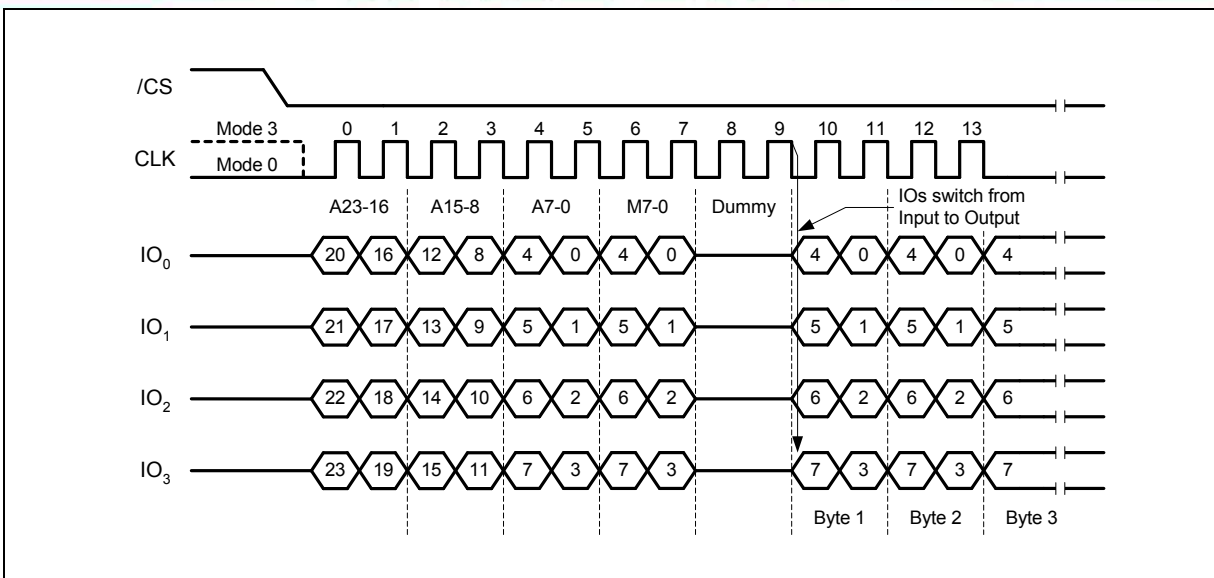 /CS
Mode 3 0 1 2 3 4 5 6 7 8 9 10 11 12 13
CLK Mode 0
A23-16 A15-8 A7-0 M7-0 Dummy
IOs switch from
Input to Output
IO0 20 16 12 8 4 0 4 0 4 0 4 0 4
IO1 21 17 13 9 5 1 5 1 5 1 5 1 5
IO2 22 18 14 10 6 2 6 2 6 2 6 2 6
IO3 23 19 15 11 7 3 7 3 7 3 7 3 7
Byte 1 Byte 2 Byte 3